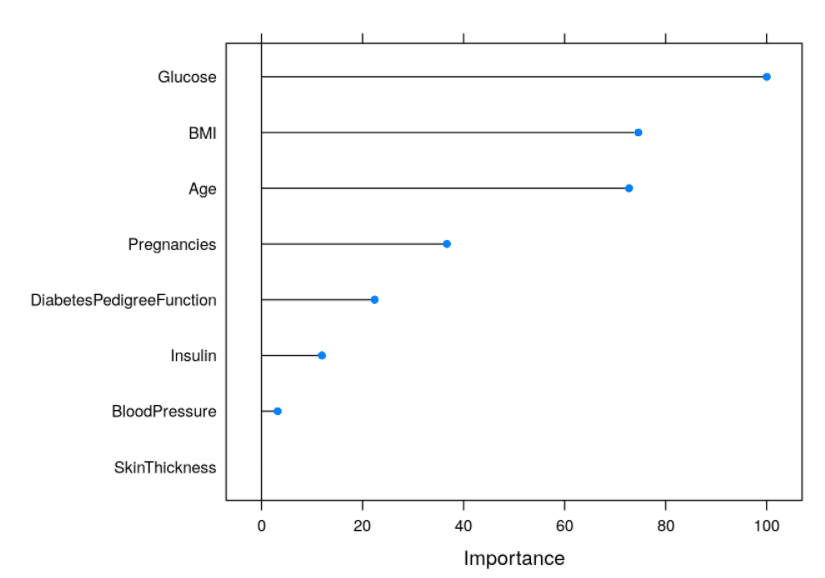 Glucose
BMI
Age
Pregnancies
DiabetesPedigreeFunction
Insulin
BloodPressure
SkinThickness
0 20 40 60 80 100
Importance